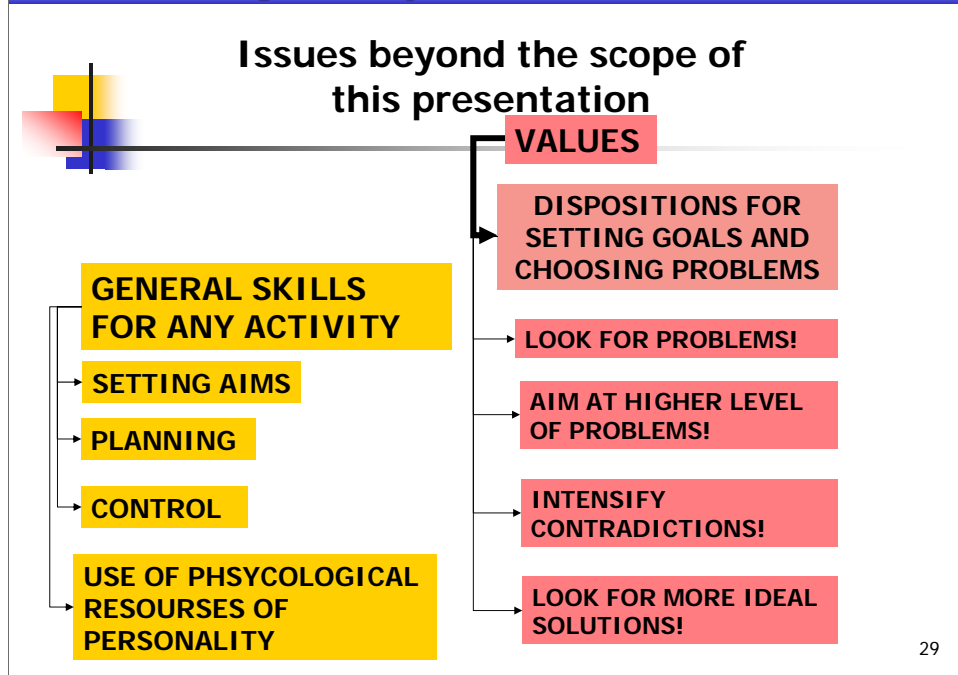 Issues beyond the scope of
this presentation
VALUES
DISPOSITIONS FOR
SETTING GOALS AND
CHOOSING PROBLEMS
GENERAL SKILLS
FOR ANY ACTIVITY
SETTING AIMS
PLANNING
CONTROL
USE OF PHSYCOLOGICAL
RESOURSES OF
PERSONALITY
LOOK FOR PROBLEMS!
AIM AT HIGHER LEVEL
OF PROBLEMS!
INTENSIFY
CONTRADICTIONS!
LOOK FOR MORE IDEAL
SOLUTIONS!
29